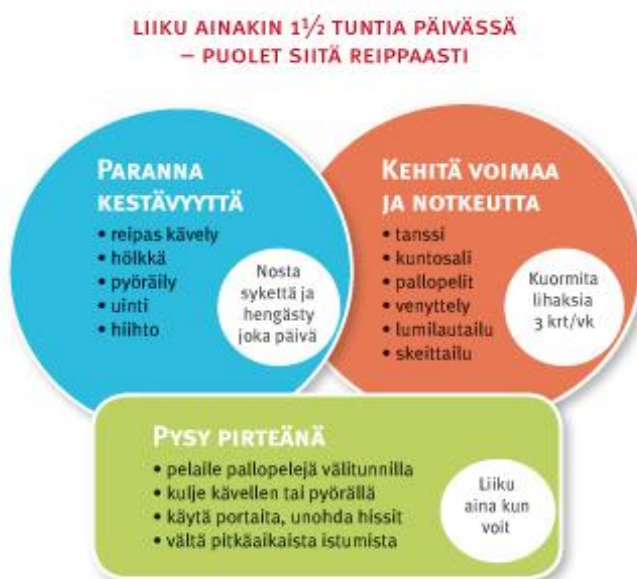 LIIKU AINAKIN 1½ TUNTIA PÄIVÄSSÄ
– PUOLET SIITÄ REIPPAASTI
PARANNA
KESTÄVYYTTÄ
• reipas kävely
• hölkkä
• pyöräily
• uinti
• hiihto
Nosta
sykettä ja
hengästy
joka päivä
KEHITÄ VOIMAA
JA NOTKEUTTA
• tanssi
• kuntosali
• pallopelit
• venyttely
• lumilautailu
• skeittailu
Kuormita
lihaksia
3 krt/vk
PYSY PIRTEÄNÄ
• pelaile pallopelejä välitunnilla
• kulje kävellen tai pyörällä
• käytä portaita, unohda hissit
• vältä pitkäaikaista istumista
Liiku
aina kun
voit